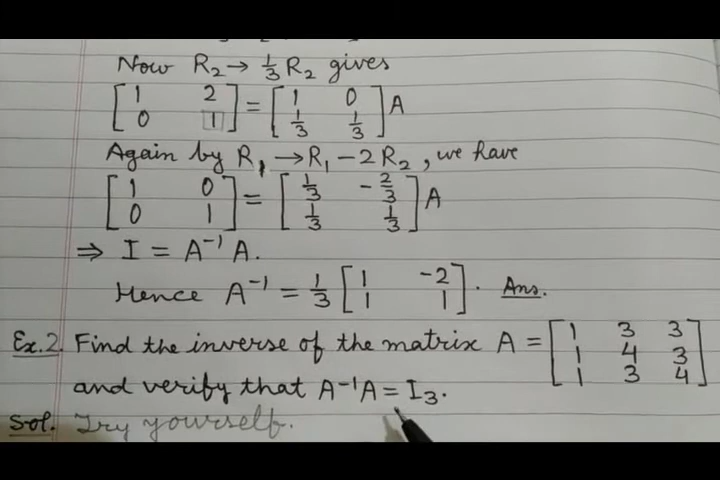 Now R₂ → 1/3 R₂ gives
[1 2; 0 1] = [1 0; 1/3 1/3] A
Again by R₁ → R₁ - 2R₂, we have
[1 0; 0 1] = [1/3 -2/3; 1/3 1/3] A
⇒ I = A⁻¹ A.
Hence A⁻¹ = 1/3 [1 -2; 1 1]. Ans.
Ex.2. Find the inverse of the matrix A = [1 3 3; 1 4 3; 1 3 4]
and verify that A⁻¹A = I₃.
Sol. Try yourself.